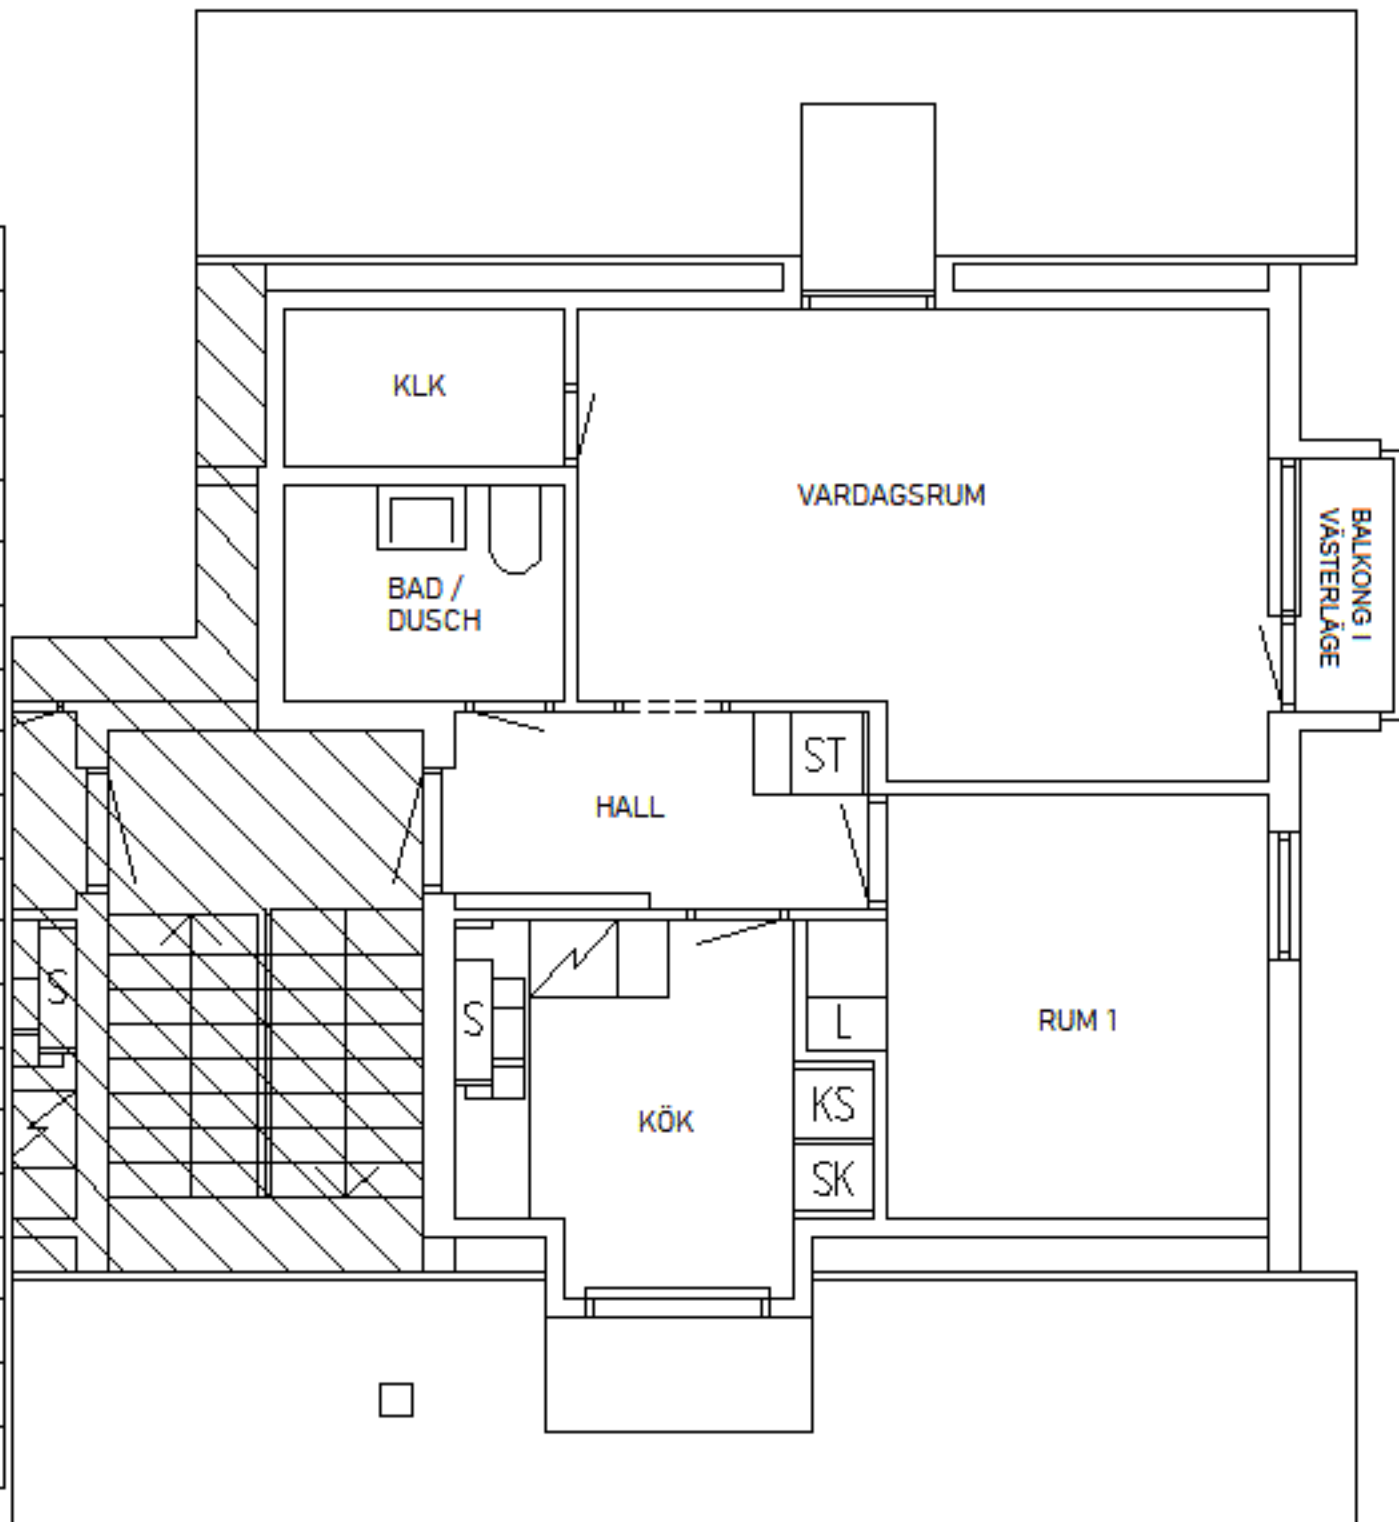 KLK
VARDAGSRUM
BALKONG I
VÄSTERLÄGE
BAD /
DUSCH
ST
HALL
S
S
L
RUM 1
KS
KÖK
SK